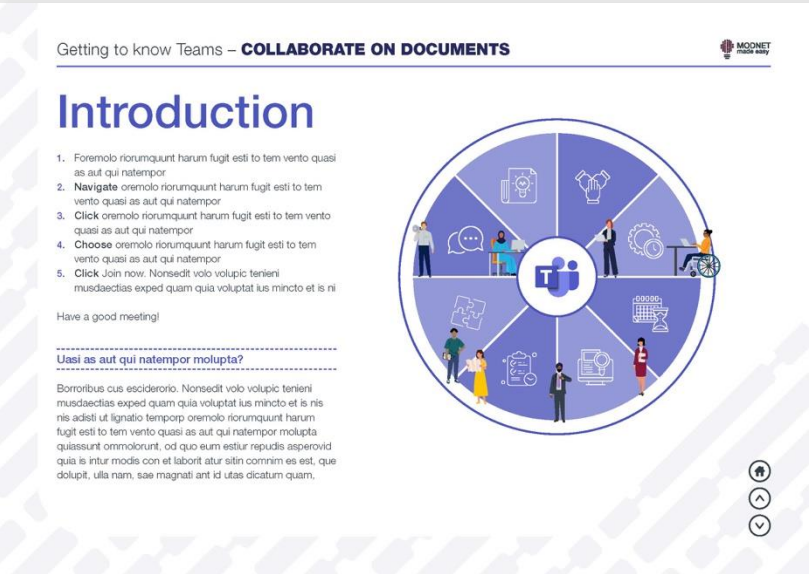 Getting to know Teams – COLLABORATE ON DOCUMENTS
MODNET
made easy
Introduction
1. Foremolo riorumquunt harum fugit esti to tem vento quasi
as aut qui natempor
2. Navigate oremolo riorumquunt harum fugit esti to tem
vento quasi as aut qui natempor
3. Click oremolo riorumquunt harum fugit esti to tem vento
quasi as aut qui natempor
4. Choose oremolo riorumquunt harum fugit esti to tem
vento quasi as aut qui natempor
5. Click Join now. Nonsedit volo volupic tenieni
musdaectias exped quam quia voluptat ius mincto et is ni
Have a good meeting!
Uasi as aut qui natempor molupta?
Borroribus cus esciderorio. Nonsedit volo volupic tenieni
musdaectias exped quam quia voluptat ius mincto et is nis
nis adisti ut lignatio temporp oremolo riorumquunt harum
fugit esti to tem vento quasi as aut qui natempor molupta
quiassunt ommolorunt, od quo eum estiur repudis asperovid
quia is intur modis con et laborit atur sitin comnim es est, que
dolupit, ulla nam, sae magnati ant id utas dicatum quam,
T